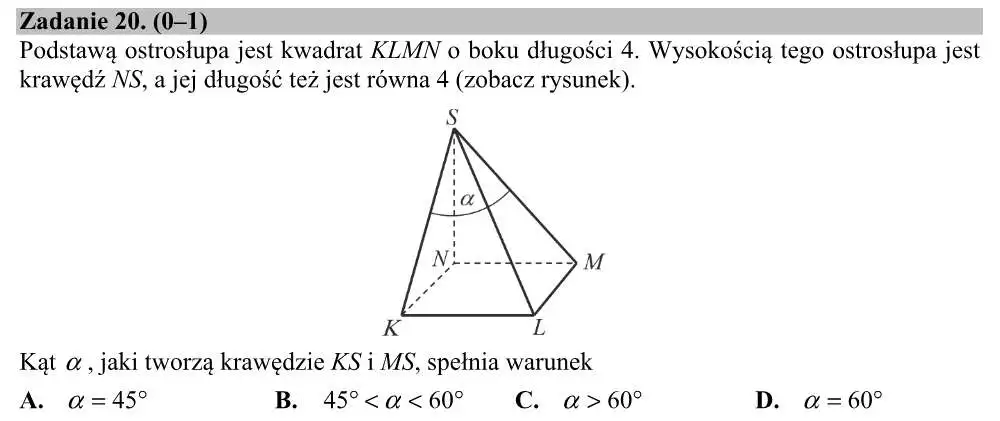 Zadanie 20. (0–1)
Podstawą ostrosłupa jest kwadrat KLMN o boku długości 4. Wysokością tego ostrosłupa jest
krawędź NS, a jej długość też jest równa 4 (zobacz rysunek).
S
α
N
M
K
L
Kąt α , jaki tworzą krawędzie KS i MS, spełnia warunek
A. α = 45° B. 45° < α < 60° C. α > 60° D. α = 60°